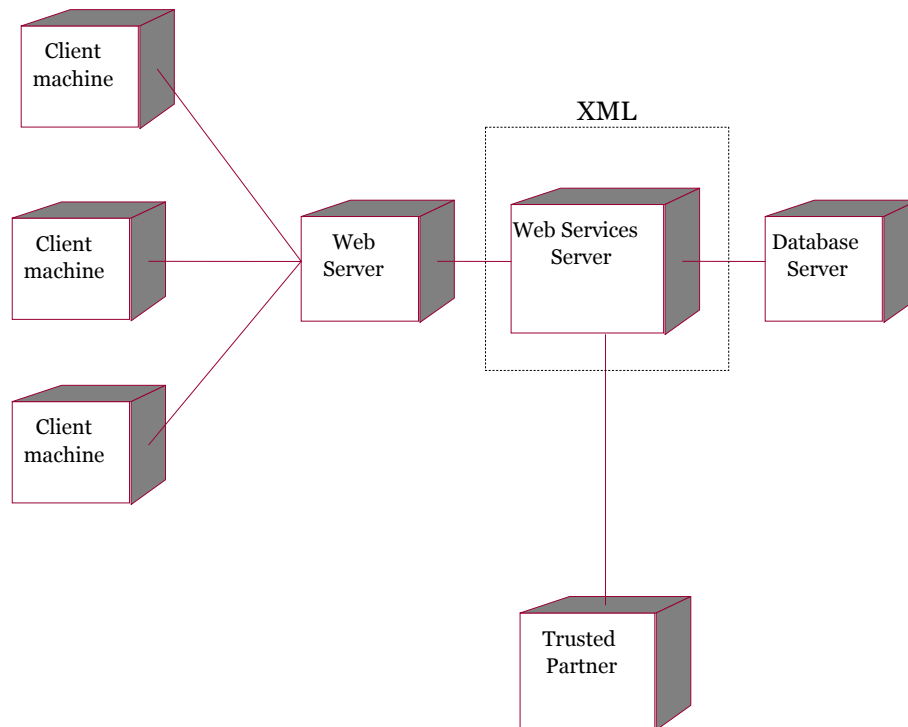 Client
machine
XML
Client
machine
Web
Server
Web Services
Server
Database
Server
Client
machine
Trusted
Partner